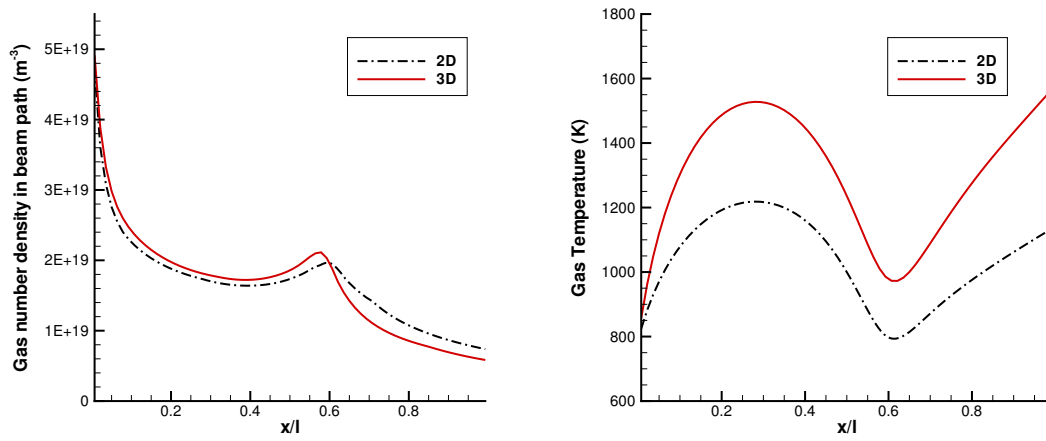 Gas number density in beam path (m-3)
5E+19
4E+19
3E+19
2E+19
1E+19
0
0.2
0.4
0.6
0.8
x/l
2D
3D
Gas Temperature (K)
1800
1600
1400
1200
1000
800
600
0.2
0.4
0.6
0.8
x/l
2D
3D